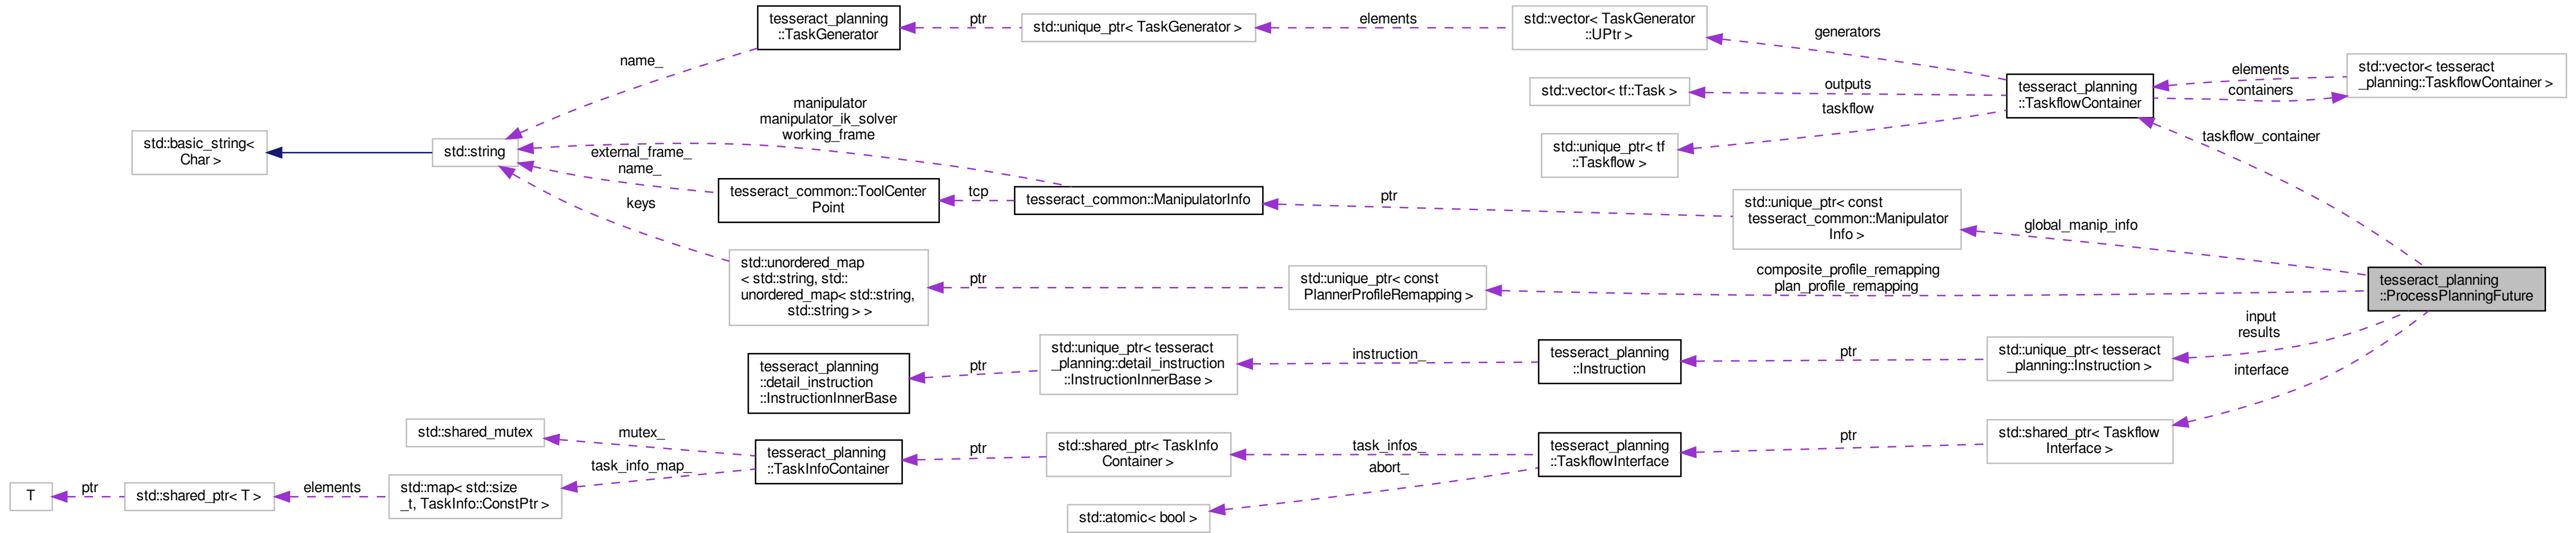 tesseract_planning
::TaskGenerator
ptr
std::unique_ptr< TaskGenerator >
elements
std::vector< TaskGenerator
::UPtr >
generators
name_
std::vector< tf::Task >
outputs
tesseract_planning
::TaskflowContainer
elements
containers
std::vector< tesseract
_planning::TaskflowContainer >
taskflow
std::unique_ptr< tf
::Taskflow >
taskflow_container
std::basic_string<
Char >
std::string
manipulator
manipulator_ik_solver
working_frame
external_frame_
name_
tesseract_common::ToolCenter
Point
tcp
tesseract_common::ManipulatorInfo
ptr
std::unique_ptr< const
tesseract_common::Manipulator
Info >
global_manip_info
keys
std::unordered_map
< std::string, std::
unordered_map< std::string,
std::string > >
ptr
std::unique_ptr< const
PlannerProfileRemapping >
composite_profile_remapping
plan_profile_remapping
tesseract_planning
::ProcessPlanningFuture
tesseract_planning
::detail_instruction
::InstructionInnerBase
ptr
std::unique_ptr< tesseract
_planning::detail_instruction
::InstructionInnerBase >
instruction_
tesseract_planning
::Instruction
ptr
std::unique_ptr< tesseract
_planning::Instruction >
input
results
interface
std::shared_mutex
mutex_
tesseract_planning
::TaskInfoContainer
ptr
std::shared_ptr< TaskInfo
Container >
task_infos_
tesseract_planning
::TaskflowInterface
ptr
std::shared_ptr< Taskflow
Interface >
abort_
std::atomic< bool >
T
ptr
std::shared_ptr< T >
elements
std::map< std::size
_t, TaskInfo::ConstPtr >
task_info_map_